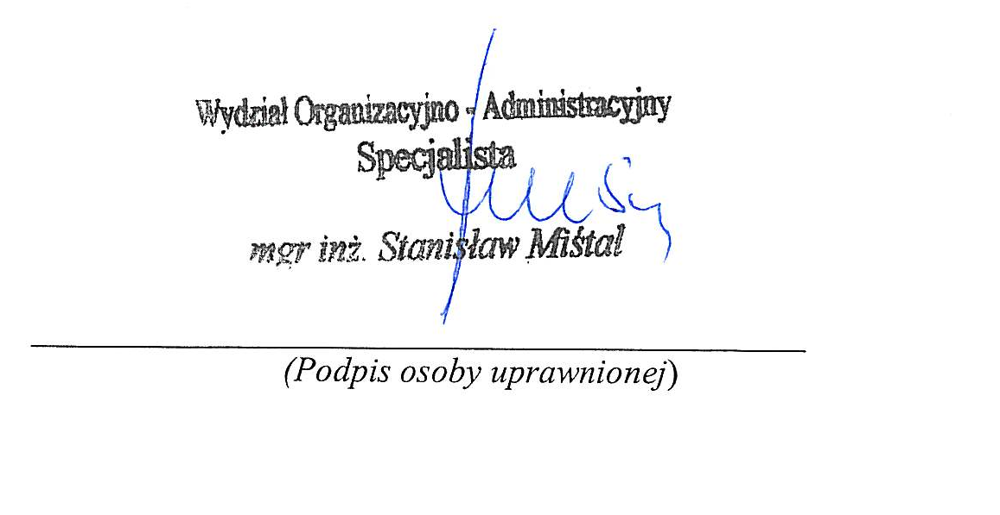 Wydział Organizacyjno - Administracyjny
Specjalista
mgr inż. Stanisław Miśtal
(Podpis osoby uprawnionej)